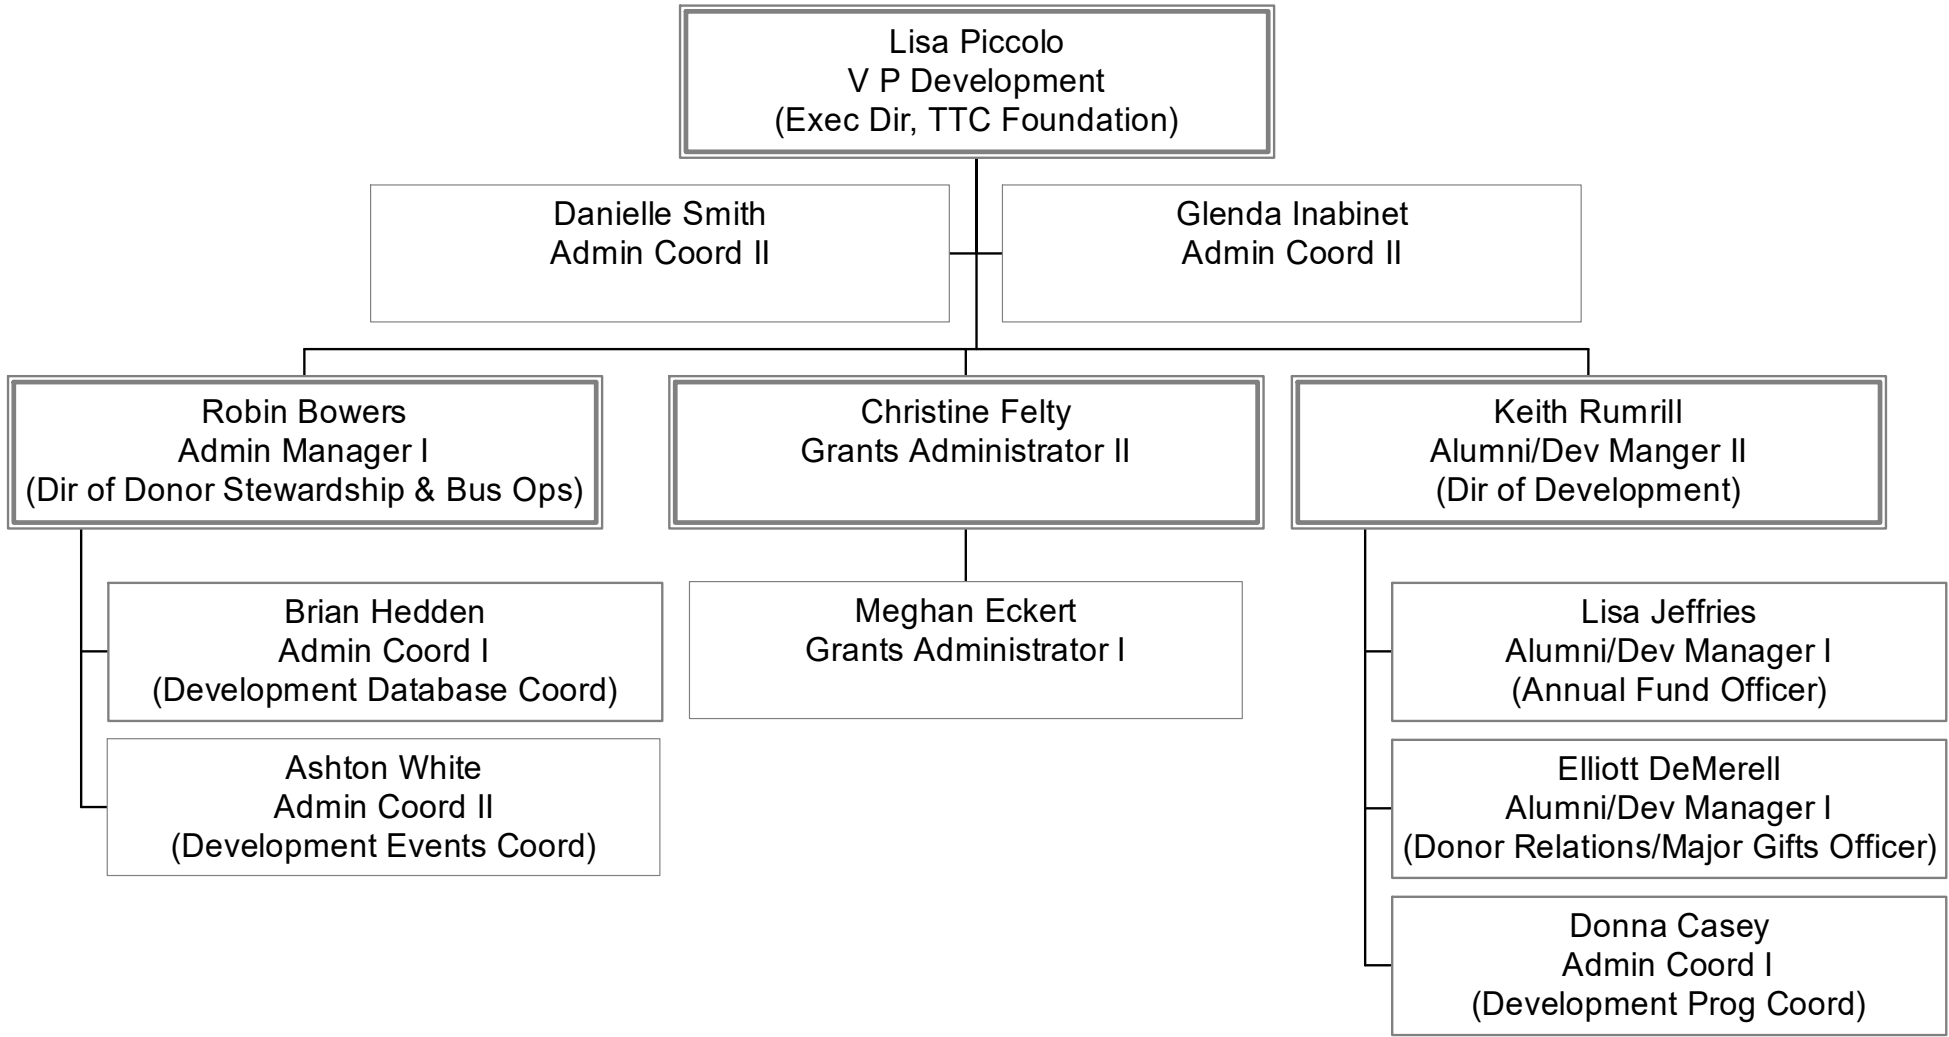 Lisa Piccolo
V P Development
(Exec Dir, TTC Foundation)
Danielle Smith
Admin Coord II
Glenda Inabinet
Admin Coord II
Robin Bowers
Admin Manager I
(Dir of Donor Stewardship & Bus Ops)
Christine Felty
Grants Administrator II
Keith Rumrill
Alumni/Dev Manger II
(Dir of Development)
Brian Hedden
Admin Coord I
(Development Database Coord)
Ashton White
Admin Coord II
(Development Events Coord)
Meghan Eckert
Grants Administrator I
Lisa Jeffries
Alumni/Dev Manager I
(Annual Fund Officer)
Elliott DeMerell
Alumni/Dev Manager I
(Donor Relations/Major Gifts Officer)
Donna Casey
Admin Coord I
(Development Prog Coord)